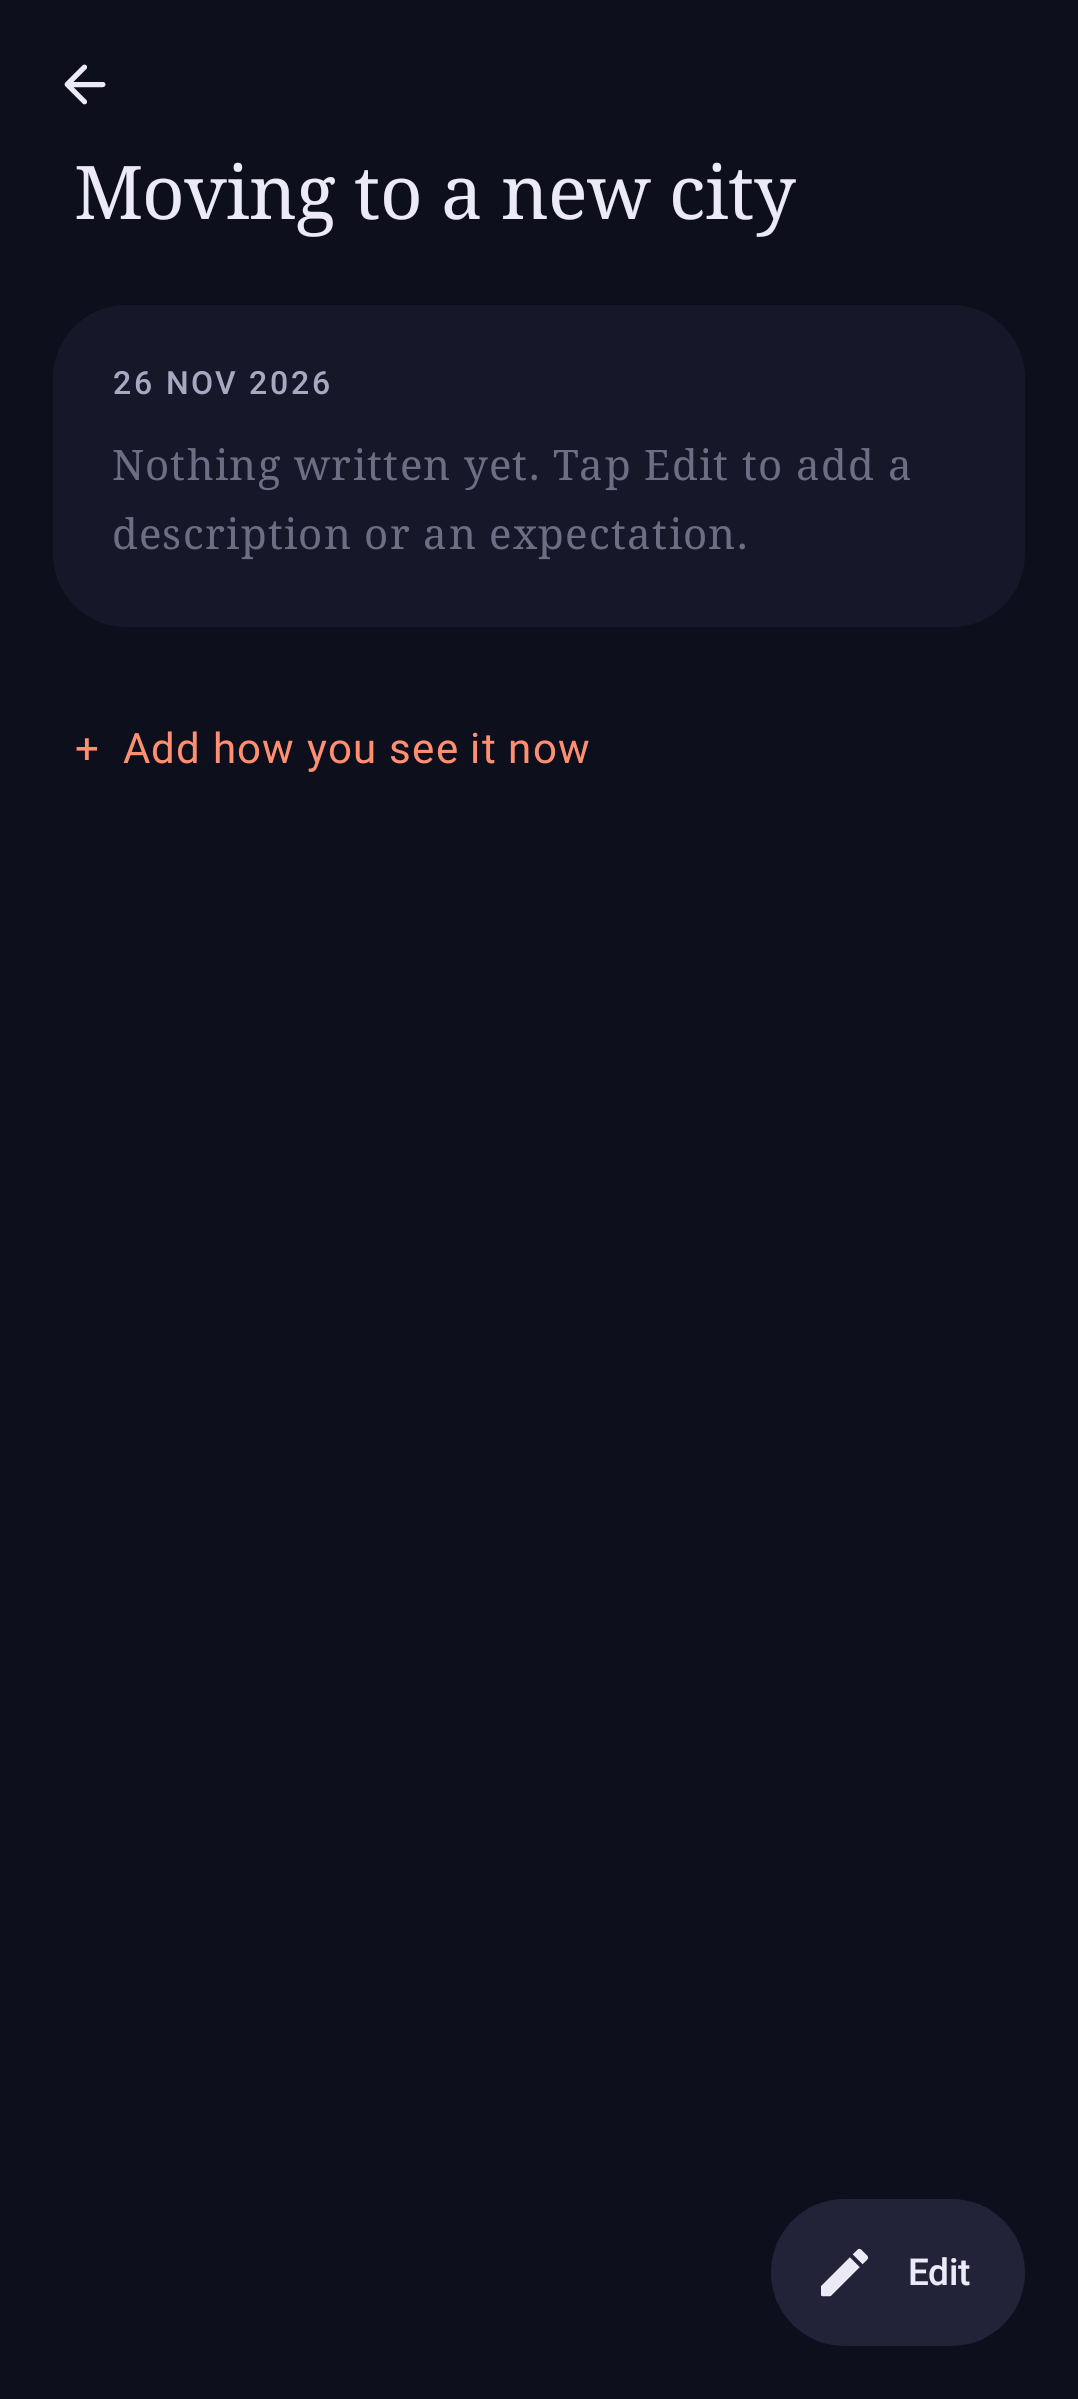 Moving to a new city
26 NOV 2026
Nothing written yet. Tap Edit to add a
description or an expectation.
+ Add how you see it now
Edit